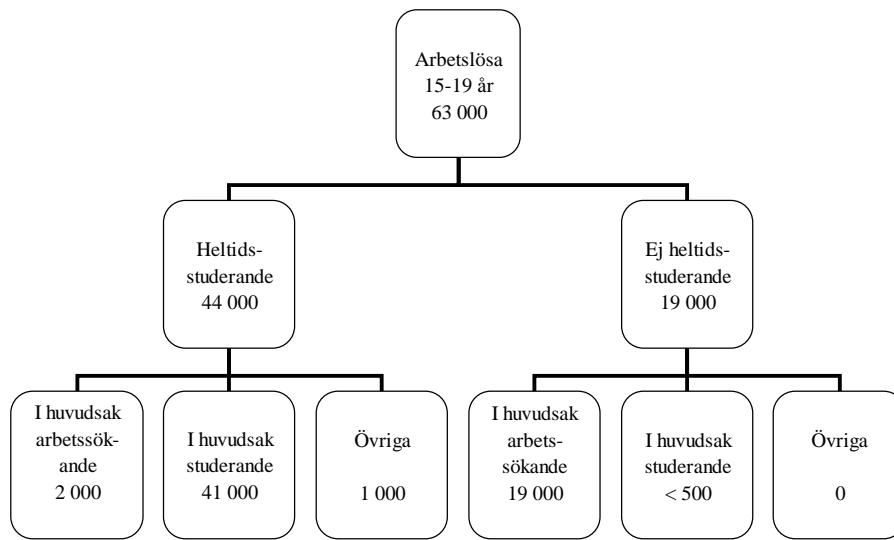 Arbetslösa
15-19 år
63 000
Heltids-
studerande
44 000
Ej heltids-
studerande
19 000
I huvudsak
arbetssök-
ande
2 000
I huvudsak
studerande
41 000
Övriga
1 000
I huvudsak
arbets-
sökande
19 000
I huvudsak
studerande
< 500
Övriga
0